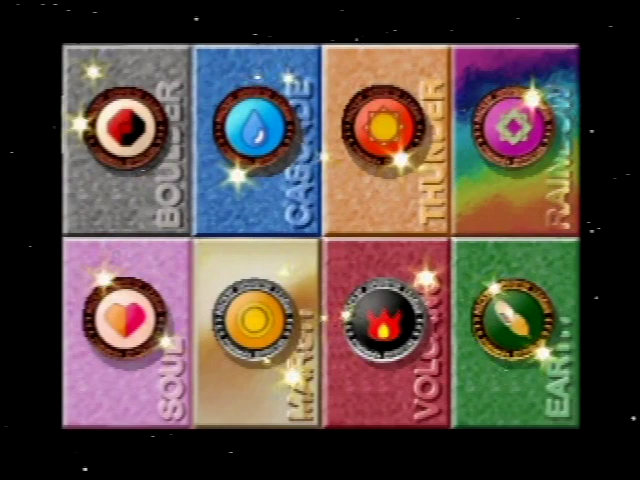 BOULDER
CASCADE
THUNDER
RAINBOW
SOUL
MARSH
VOLCANO
EARTH